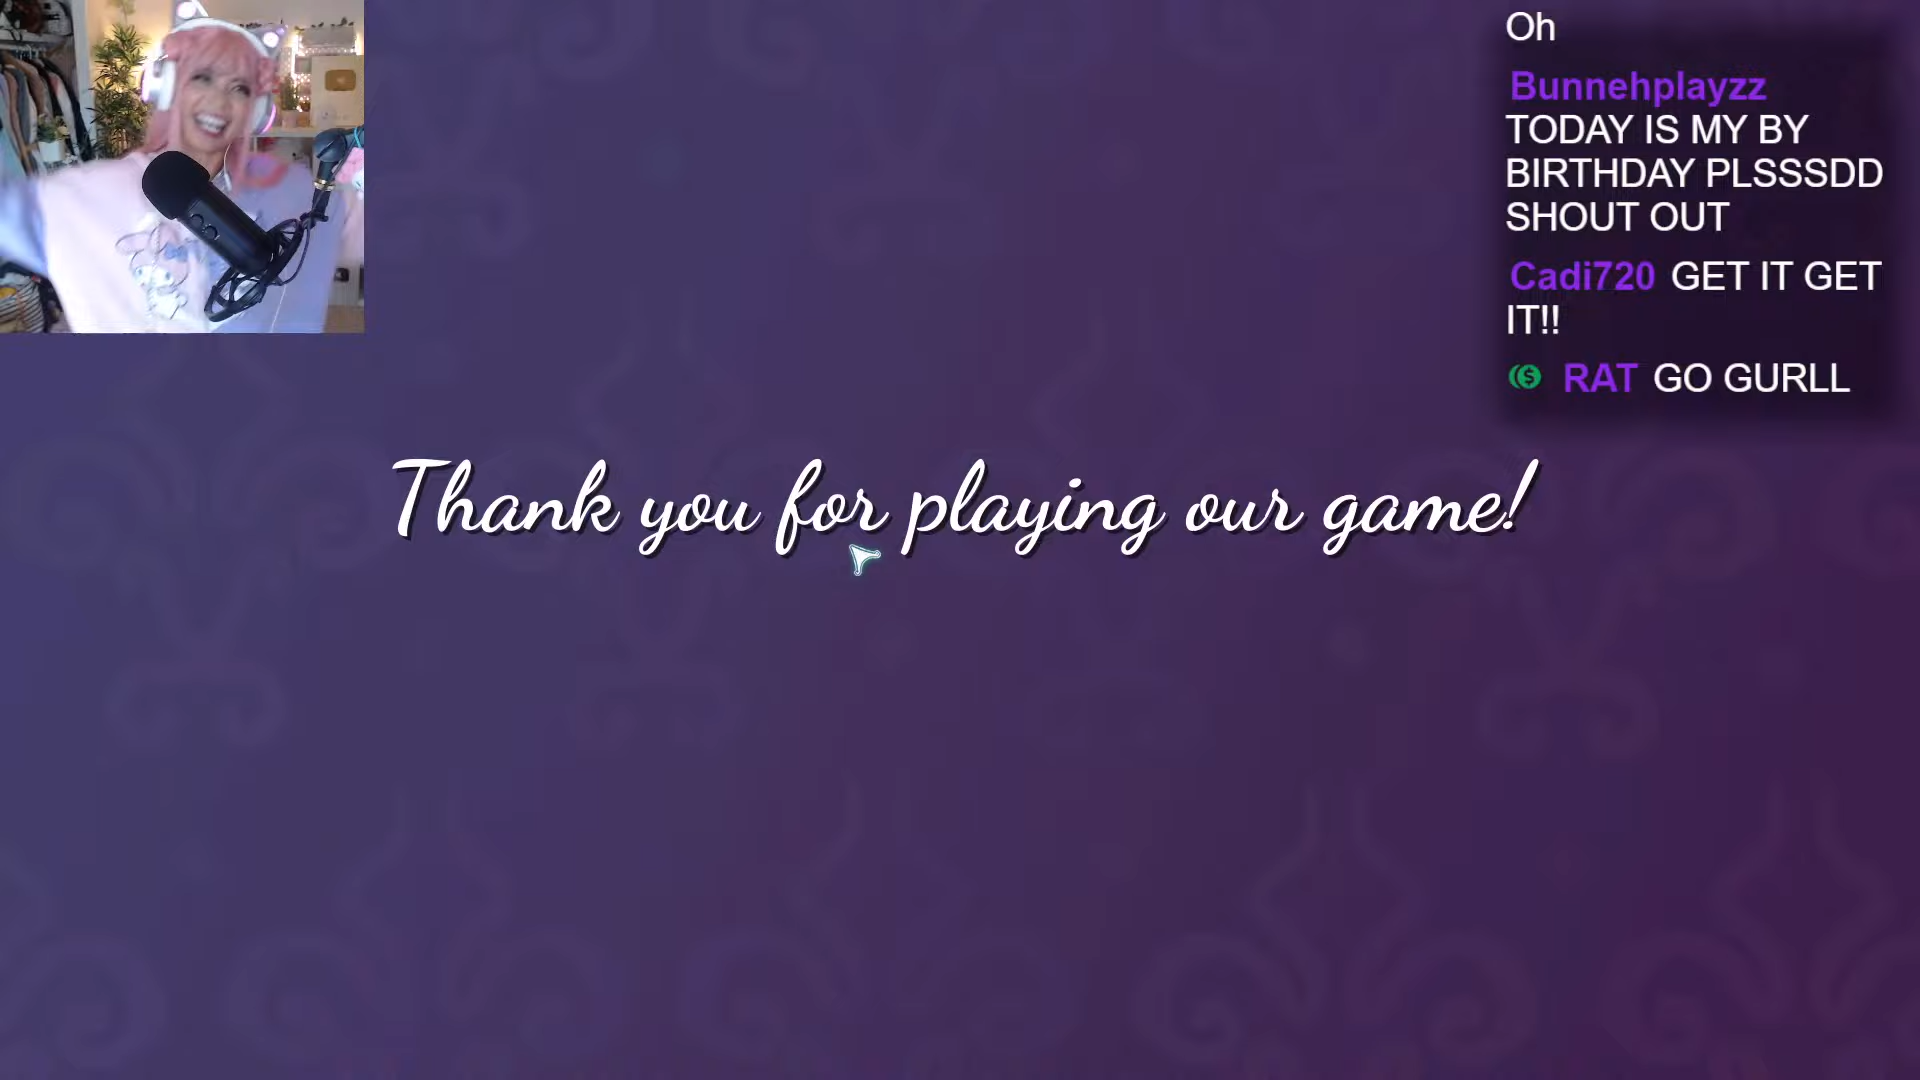 Oh
Bunnehplayzz
TODAY IS MY BY
BIRTHDAY PLSSSDD
SHOUT OUT
Cadi720 GET IT GET
IT!!
RAT GO GURLL
Thank you for playing our game!